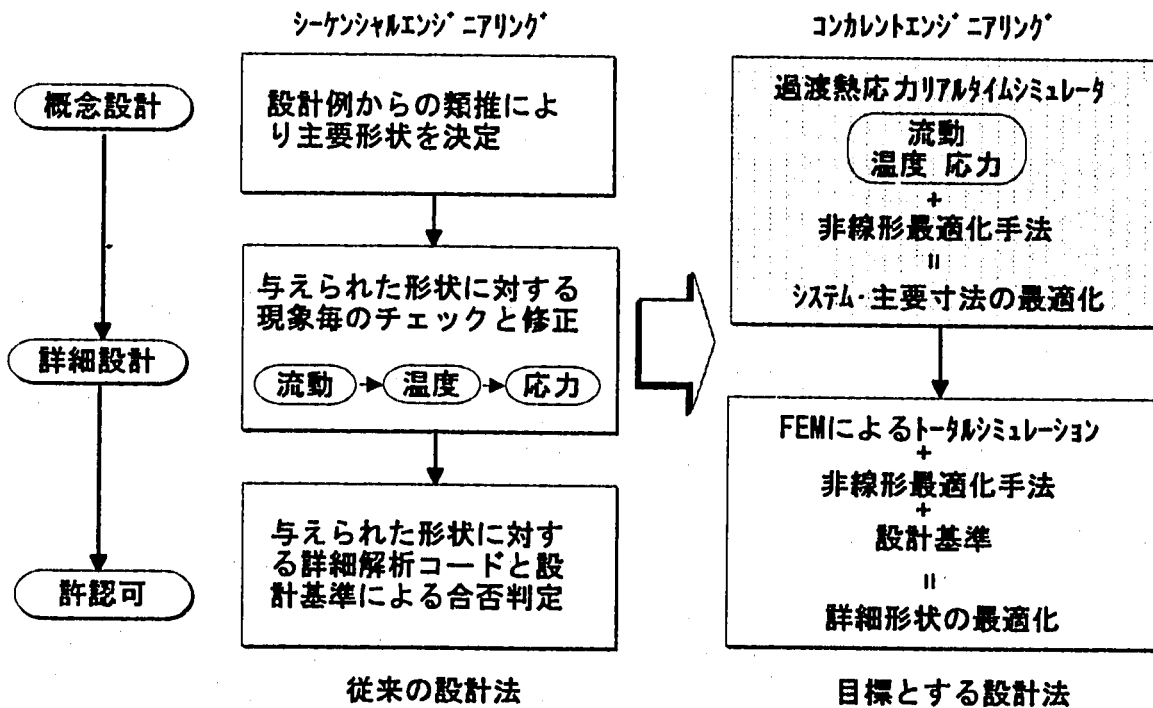 シーケンシャルエンジニアリング
コンカレントエンジニアリング
概念設計
詳細設計
許認可
設計例からの類推によ
り主要形状を決定
与えられた形状に対する
現象毎のチェックと修正
流動
温度
応力
与えられた形状に対す
る詳細解析コードと設
計基準による合否判定
従来の設計法
過渡熱応力リアルタイムシミュレータ
流動
温度 応力
+
非線形最適化手法
=
システム・主要寸法の最適化
FEMによるトータルシミュレーション
+
非線形最適化手法
+
設計基準
=
詳細形状の最適化
目標とする設計法